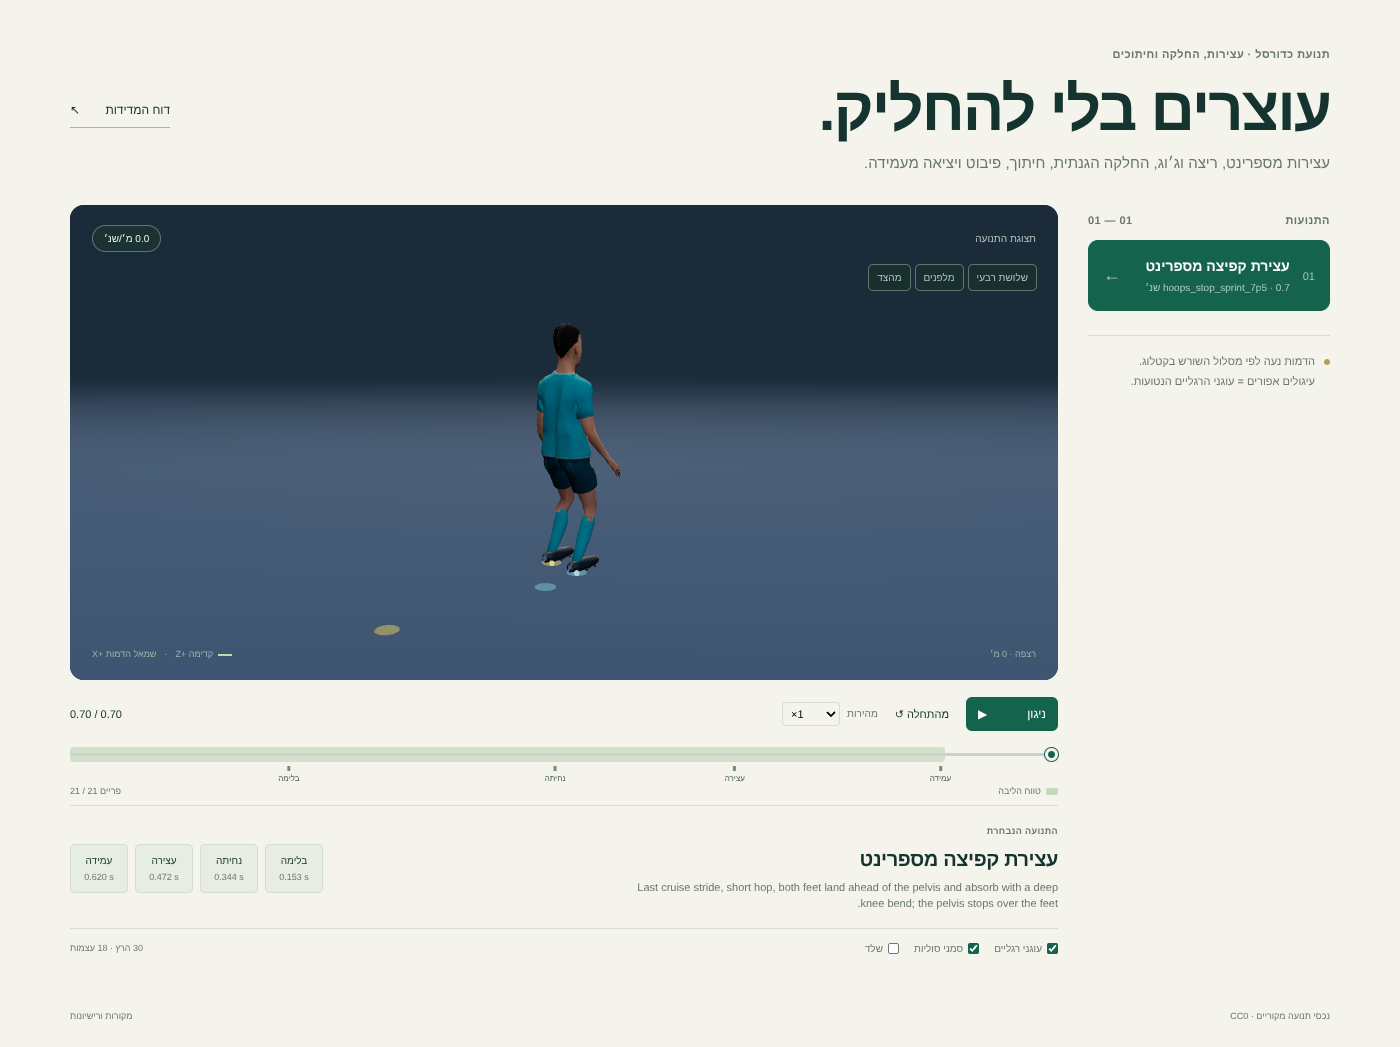 תנועת כדורסל · עצירות, החלקה וחיתוכים
עוצרים בלי להחליק.
עצירות מספרינט, ריצה וג׳וג, החלקה הגנתית, חיתוך, פיבוט ויציאה מעמידה.
דוח המדידות ↖
התנועות
01 — 01
01
עצירת קפיצה מספרינט
hoops_stop_sprint_7p5 · 0.7 שנ׳
←
הדמות נעה לפי מסלול השורש בקטלוג.
עיגולים אפורים = עוגני הרגליים הנטועות.
תצוגת התנועה
0.0 מ׳/שנ׳
שלושת רבעי
מלפנים
מהצד
רצפה · 0 מ׳
קדימה +Z · שמאל הדמות +X
ניגון ▶
מהתחלה ↺
מהירות
1×
0.70 / 0.70
בלימה
נחיתה
עצירה
עמידה
טווח הליבה
פריים 21 / 21
התנועה הנבחרת
עצירת קפיצה מספרינט
Last cruise stride, short hop, both feet land ahead of the pelvis and absorb with a deep
knee bend; the pelvis stops over the feet.
בלימה
0.153 s
נחיתה
0.344 s
עצירה
0.472 s
עמידה
0.620 s
עוגני רגליים
סמני סוליות
שלד
30 הרץ · 18 עצמות
נכסי תנועה מקוריים · CC0
מקורות ורישיונות